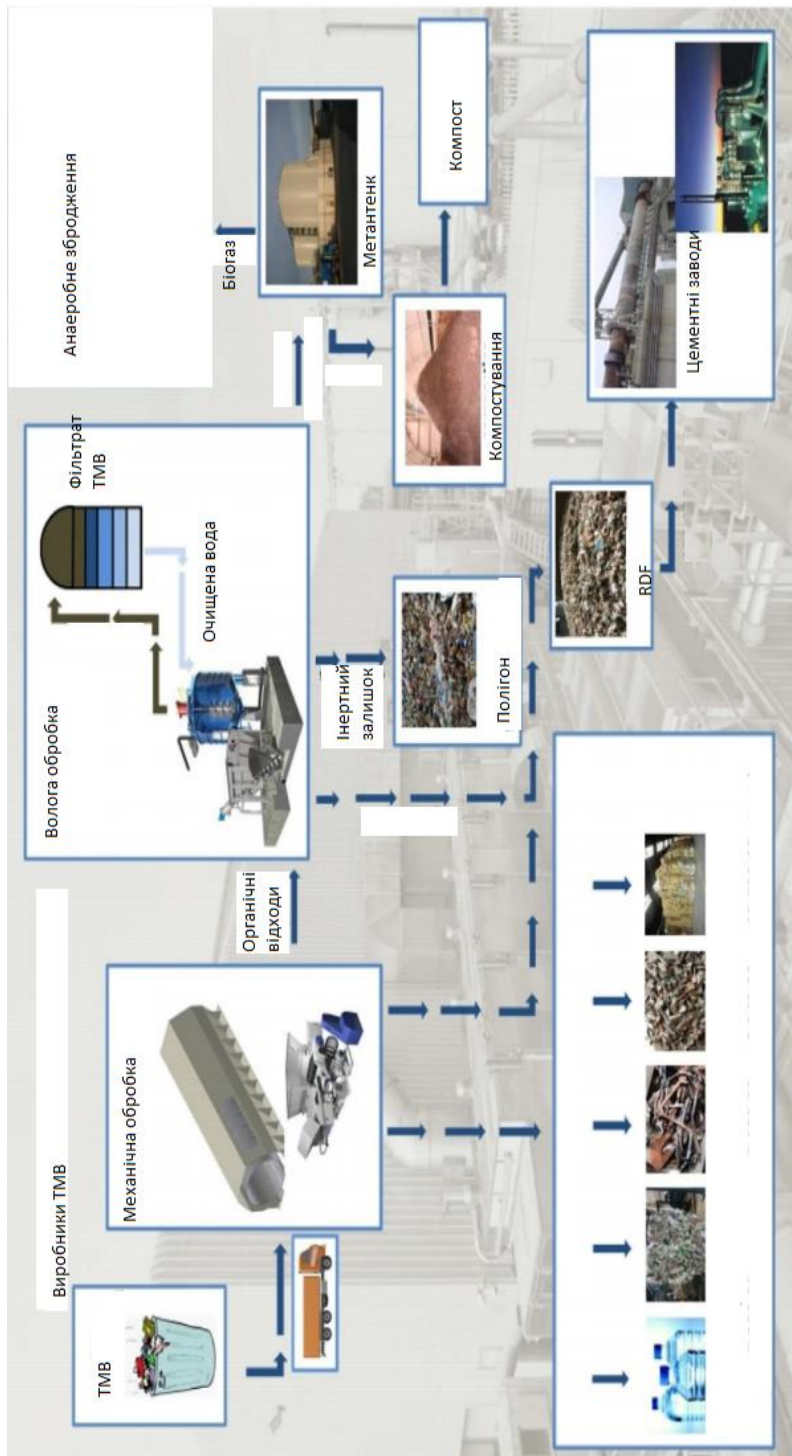 Виробники ТМВ
ТМВ
Механічна обробка
Органічні
відходи
Волога обробка
Фільтрат
ТМВ
Очищена вода
Інертний
залишок
Полігон
Анаеробне збродження
Біогаз
Метантенк
Компостування
Компост
RDF
Цементні заводи